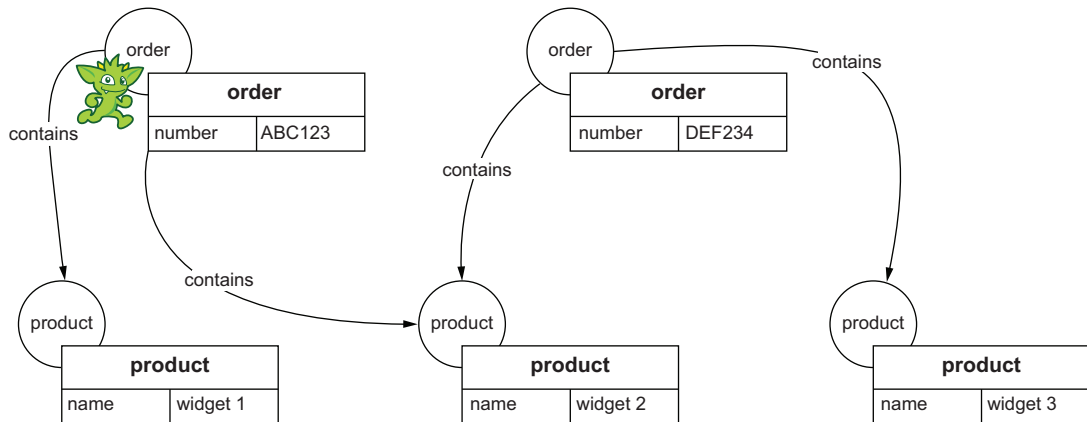 order
order
number ABC123
contains
contains
order
order
number DEF234
contains
contains
product
product
name widget 1
product
product
name widget 2
product
product
name widget 3